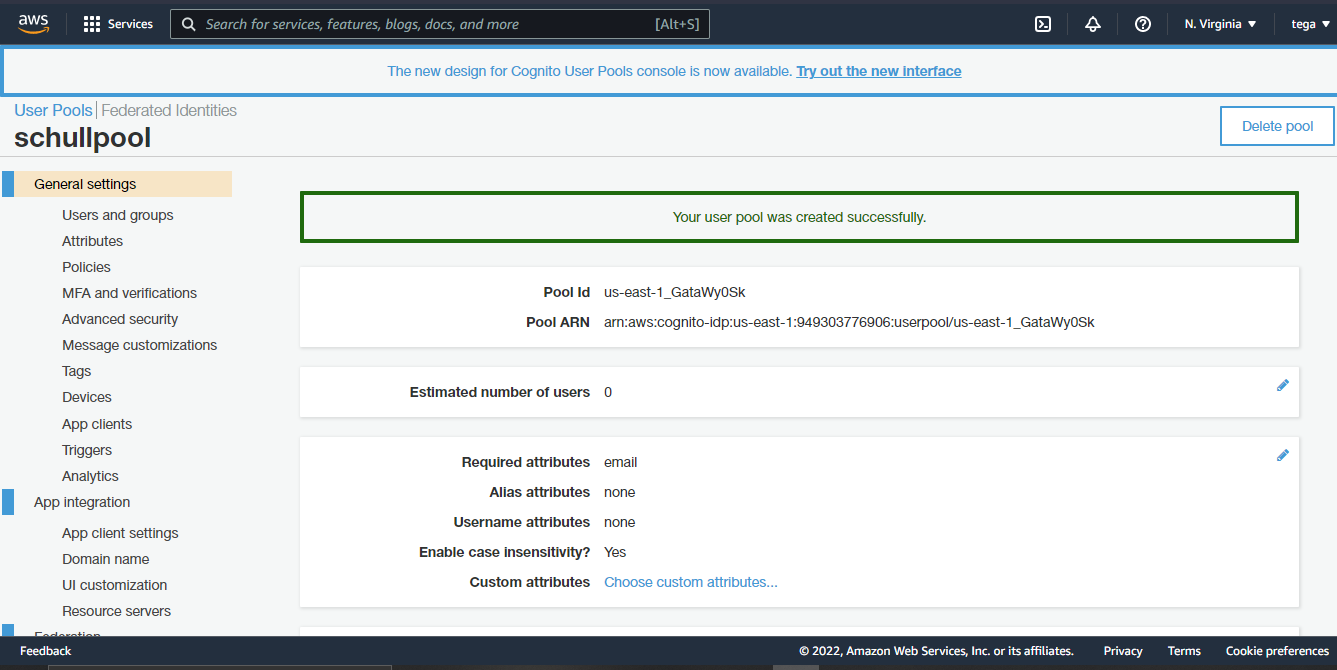 aws Services Search for services, features, blogs, docs, and more [Alt+S] N. Virginia tega
The new design for Cognito User Pools console is now available. Try out the new interface
User Pools Federated Identities
schullpool
Delete pool
General settings
Users and groups
Attributes
Policies
MFA and verifications
Advanced security
Message customizations
Tags
Devices
App clients
Triggers
Analytics
App integration
App client settings
Domain name
UI customization
Resource servers
Federation
Your user pool was created successfully.
Pool Id us-east-1_GataWy0Sk
Pool ARN arn:aws:cognito-idp:us-east-1:949303776906:userpool/us-east-1_GataWy0Sk
Estimated number of users 0
Required attributes email
Alias attributes none
Username attributes none
Enable case insensitivity? Yes
Custom attributes Choose custom attributes...
Feedback © 2022, Amazon Web Services, Inc. or its affiliates. Privacy Terms Cookie preferences